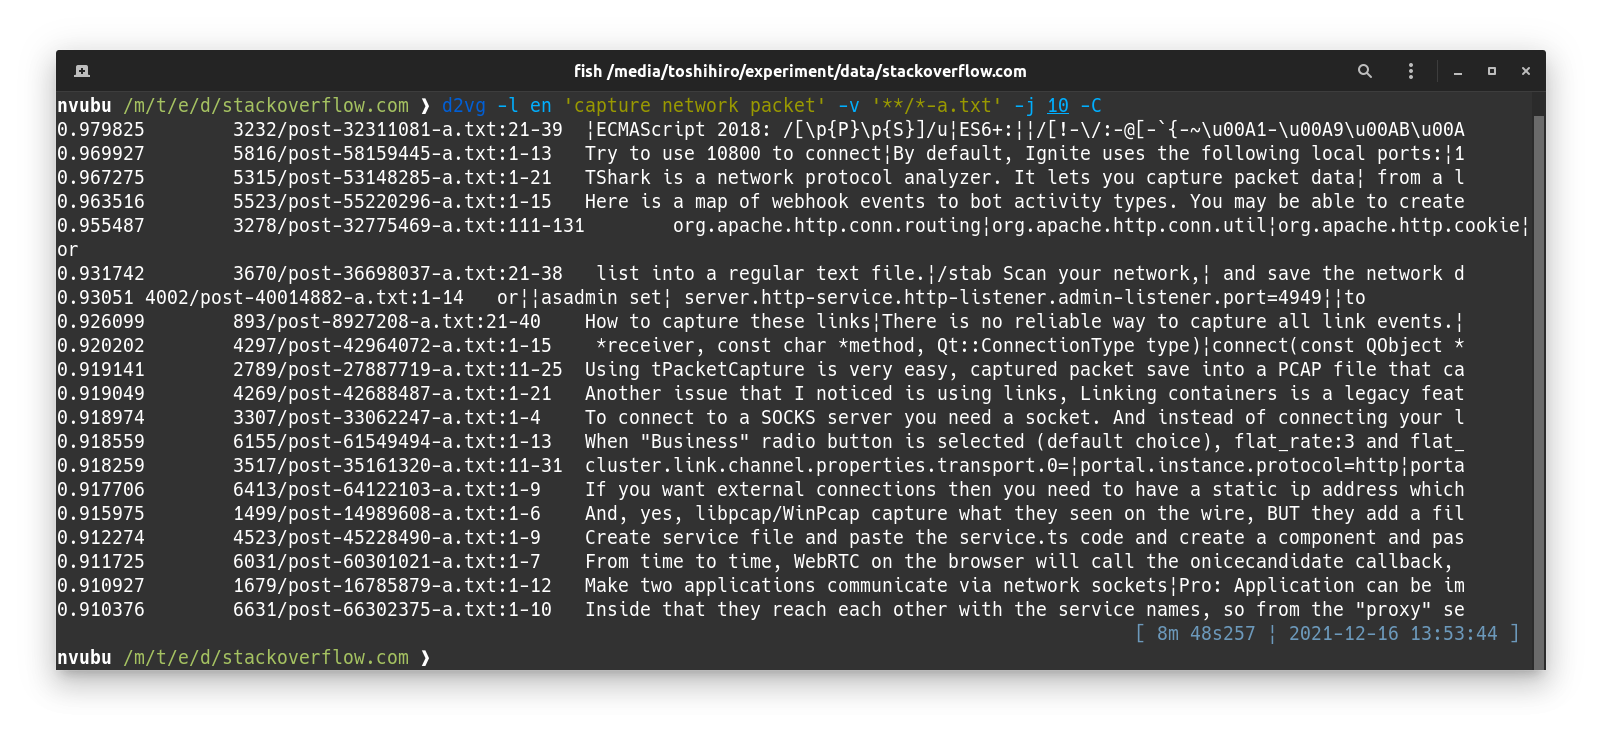 fish /media/toshihiro/experiment/data/stackoverflow.com
nvubu /m/t/e/d/stackoverflow.com ❯ d2vg -l en 'capture network packet' -v '**/*-a.txt' -j 10 -C
0.979825        3232/post-32311081-a.txt:21-39  ¦ECMAScript 2018: /[\p{P}\p{S}]/u¦ES6+:¦¦/[!-\/:-@[-`{-~\u00A1-\u00A9\u00AB\u00A
0.969927        5816/post-58159445-a.txt:1-13   Try to use 10800 to connect¦By default, Ignite uses the following local ports:¦1
0.967275        5315/post-53148285-a.txt:1-21   TShark is a network protocol analyzer. It lets you capture packet data¦ from a l
0.963516        5523/post-55220296-a.txt:1-15   Here is a map of webhook events to bot activity types. You may be able to create
0.955487        3278/post-32775469-a.txt:111-131        org.apache.http.conn.routing¦org.apache.http.conn.util¦org.apache.http.cookie¦
or
0.931742        3670/post-36698037-a.txt:21-38   list into a regular text file.¦/stab Scan your network,¦ and save the network d
0.93051 4002/post-40014882-a.txt:1-14   or¦¦asadmin set¦ server.http-service.http-listener.admin-listener.port=4949¦¦to
0.926099        893/post-8927208-a.txt:21-40    How to capture these links¦There is no reliable way to capture all link events.¦
0.920202        4297/post-42964072-a.txt:1-15    *receiver, const char *method, Qt::ConnectionType type)¦connect(const QObject *
0.919141        2789/post-27887719-a.txt:11-25  Using tPacketCapture is very easy, captured packet save into a PCAP file that ca
0.919049        4269/post-42688487-a.txt:1-21   Another issue that I noticed is using links, Linking containers is a legacy feat
0.918974        3307/post-33062247-a.txt:1-4    To connect to a SOCKS server you need a socket. And instead of connecting your l
0.918559        6155/post-61549494-a.txt:1-13   When "Business" radio button is selected (default choice), flat_rate:3 and flat_
0.918259        3517/post-35161320-a.txt:11-31  cluster.link.channel.properties.transport.0=¦portal.instance.protocol=http¦porta
0.917706        6413/post-64122103-a.txt:1-9    If you want external connections then you need to have a static ip address which
0.915975        1499/post-14989608-a.txt:1-6    And, yes, libpcap/WinPcap capture what they seen on the wire, BUT they add a fil
0.912274        4523/post-45228490-a.txt:1-9    Create service file and paste the service.ts code and create a component and pas
0.911725        6031/post-60301021-a.txt:1-7    From time to time, WebRTC on the browser will call the onicecandidate callback,
0.910927        1679/post-16785879-a.txt:1-12   Make two applications communicate via network sockets¦Pro: Application can be im
0.910376        6631/post-66302375-a.txt:1-10   Inside that they reach each other with the service names, so from the "proxy" se
[ 8m 48s257 ¦ 2021-12-16 13:53:44 ]
nvubu /m/t/e/d/stackoverflow.com ❯